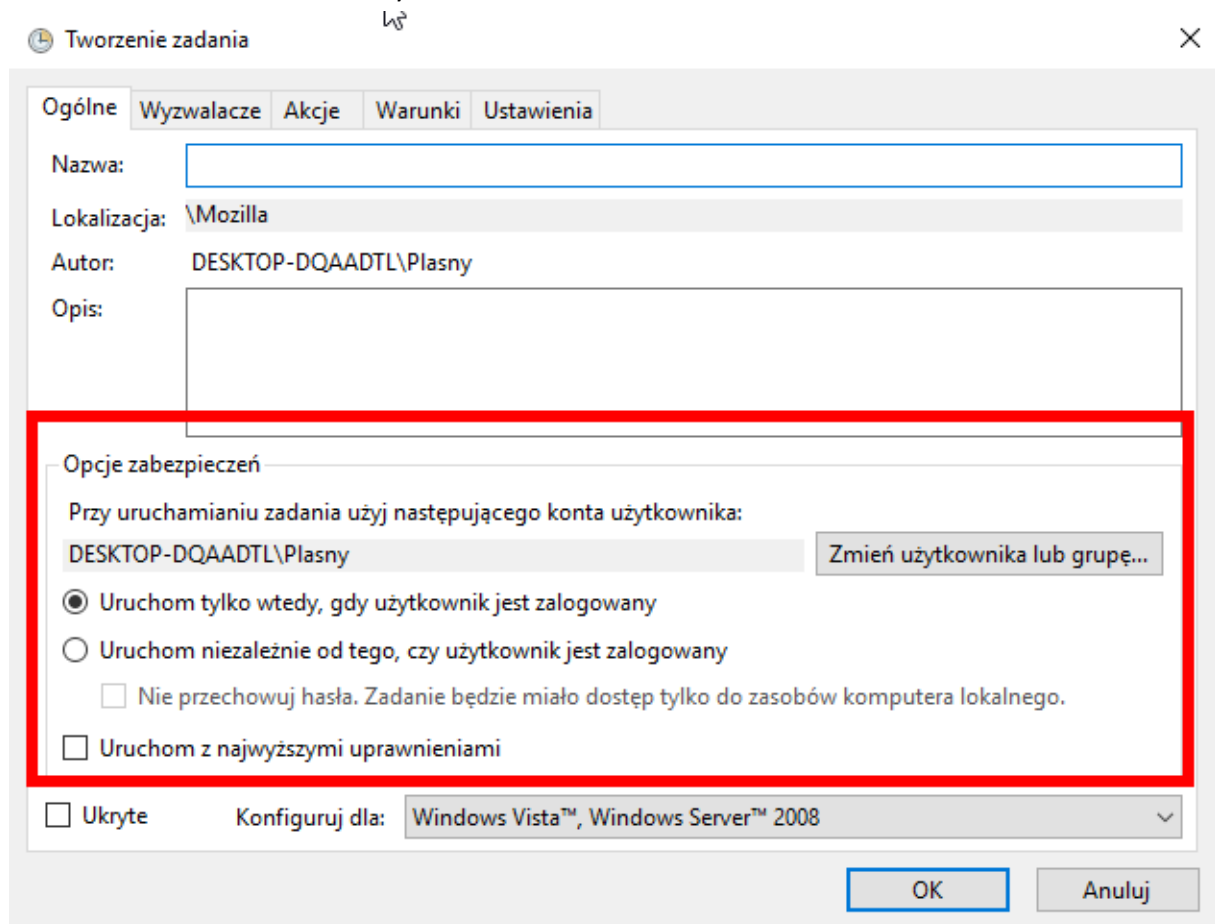 Tworzenie zadania
Ogólne Wyzwalacze Akcje Warunki Ustawienia
Nazwa:
Lokalizacja: \Mozilla
Autor: DESKTOP-DQAADTL\Plasny
Opis:
Opcje zabezpieczeń
Przy uruchamianiu zadania użyj następującego konta użytkownika:
DESKTOP-DQAADTL\Plasny Zmień użytkownika lub grupę...
Uruchom tylko wtedy, gdy użytkownik jest zalogowany
Uruchom niezależnie od tego, czy użytkownik jest zalogowany
Nie przechowuj hasła. Zadanie będzie miało dostęp tylko do zasobów komputera lokalnego.
Uruchom z najwyższymi uprawnieniami
Ukryte Konfiguruj dla: Windows Vista™, Windows Server™ 2008
OK Anuluj